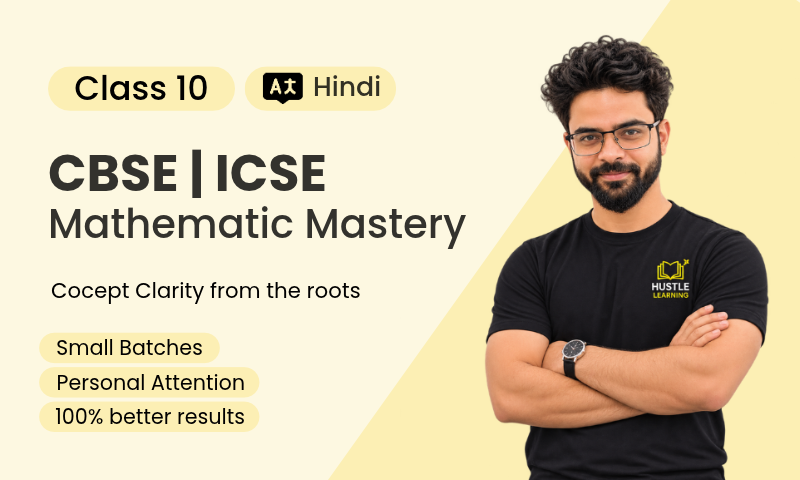 Class 10
Hindi
CBSE | ICSE
Mathematic Mastery
Cocept Clarity from the roots
Small Batches
Personal Attention
100% better results
HUSTLE
LEARNING